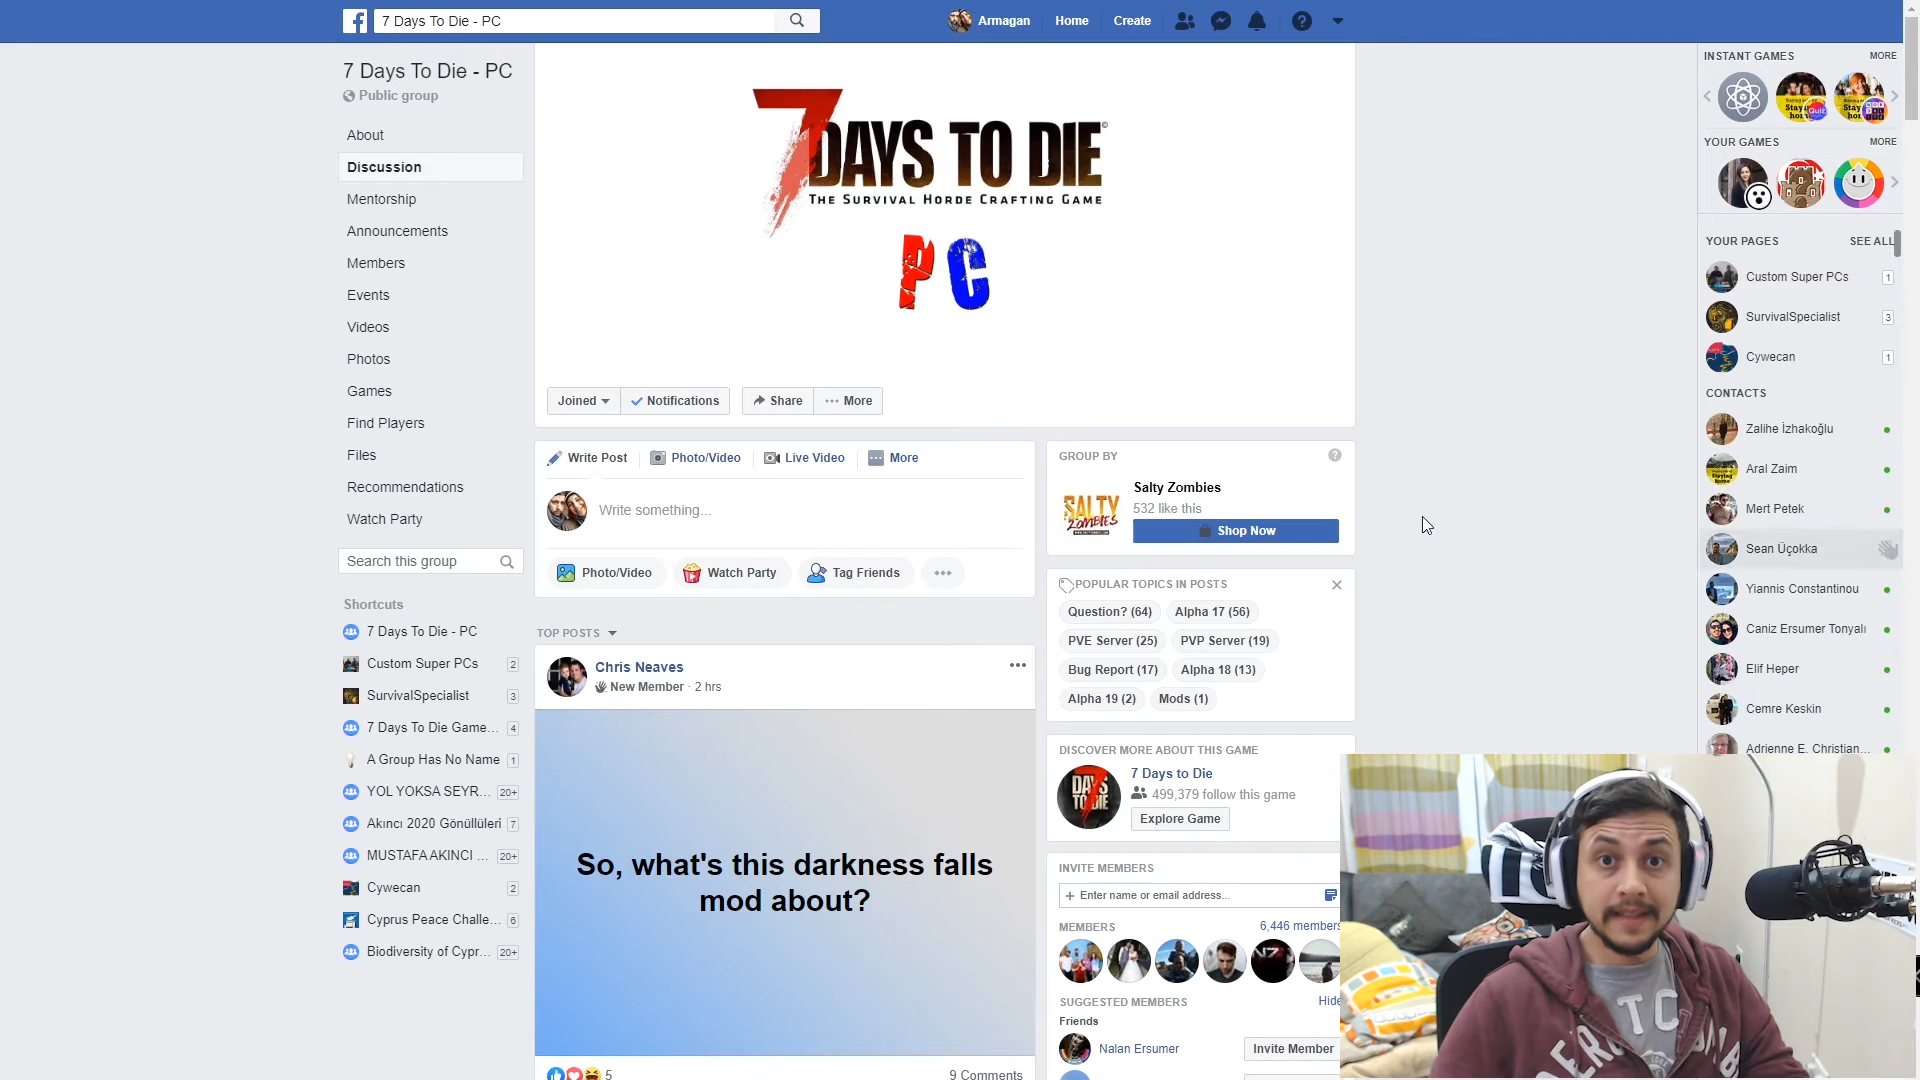 7 Days To Die - PC
Armagan
Home
Create
7 Days To Die - PC
Public group
About
Discussion
Mentorship
Announcements
Members
Events
Videos
Photos
Games
Find Players
Files
Recommendations
Watch Party
Search this group
Shortcuts
7 Days To Die - PC
Custom Super PCs 2
SurvivalSpecialist 3
7 Days To Die Game... 4
A Group Has No Name 1
YOL YOKSA SEYR... 20+
Akıncı 2020 Gönüllüleri 7
MUSTAFA AKINCI ... 20+
Cywecan 2
Cyprus Peace Challe... 6
Biodiversity of Cypr... 20+
7 DAYS TO DIE
THE SURVIVAL HORDE CRAFTING GAME
PC
Joined
Notifications
Share
More
Write Post
Photo/Video
Live Video
More
Write something...
Photo/Video
Watch Party
Tag Friends
TOP POSTS
Chris Neaves
New Member · 2 hrs
So, what's this darkness falls
mod about?
5
9 Comments
GROUP BY
SALTY
ZOMBIES
Salty Zombies
532 like this
Shop Now
POPULAR TOPICS IN POSTS
Question? (64)
Alpha 17 (56)
PVE Server (25)
PVP Server (19)
Bug Report (17)
Alpha 18 (13)
Alpha 19 (2)
Mods (1)
DISCOVER MORE ABOUT THIS GAME
7 DAYS TO DIE
7 Days to Die
499,379 follow this game
Explore Game
INVITE MEMBERS
+ Enter name or email address...
MEMBERS
6,446 members
N7
SUGGESTED MEMBERS
Hide
Friends
Nalan Ersumer
Invite Member
INSTANT GAMES
MORE
YOUR GAMES
MORE
YOUR PAGES
SEE ALL
Custom Super PCs 1
SurvivalSpecialist 3
Cywecan 1
CONTACTS
Zalihe İzhakoğlu
Aral Zaim
Mert Petek
Sean Üçokka
Yiannis Constantinou
Caniz Ersumer Tonyalı
Elif Heper
Cemre Keskin
Adrienne E. Christian...